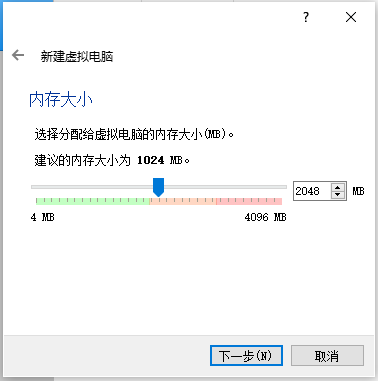 ?
新建虚拟电脑
内存大小
选择分配给虚拟电脑的内存大小(MB)。
建议的内存大小为 1024 MB。
2048 MB
4 MB 4096 MB
下一步(N) 取消